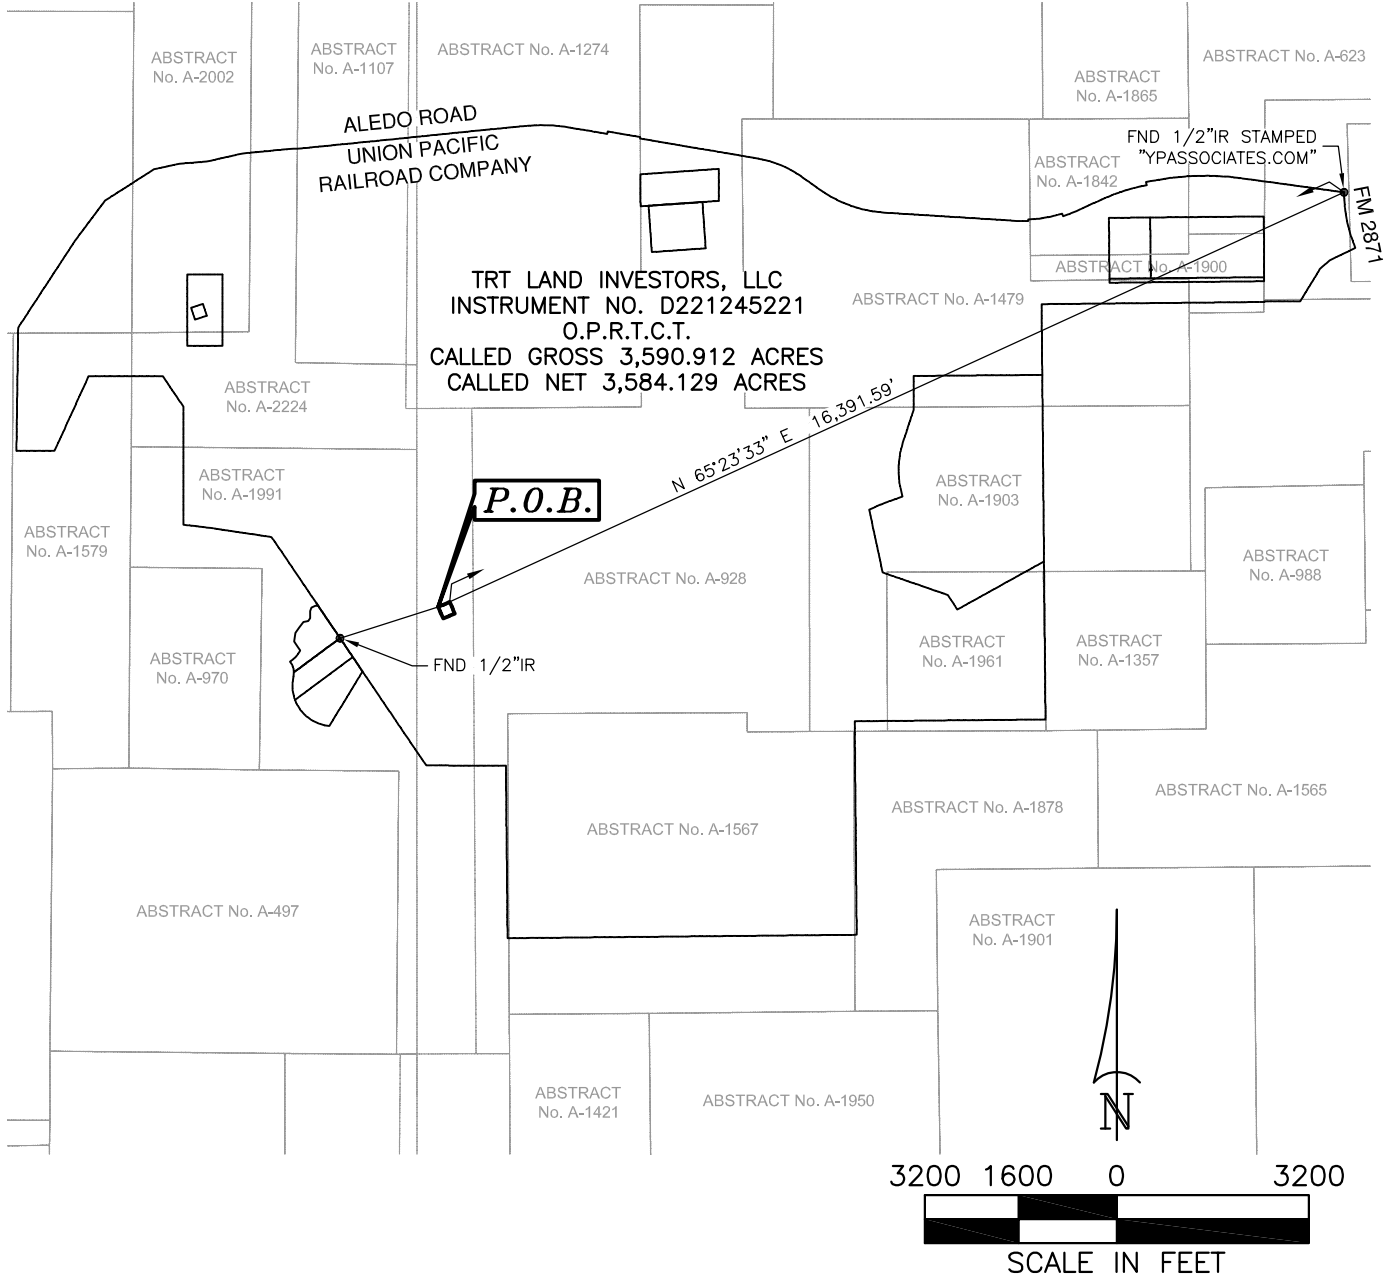 ABSTRACT
No. A-2002
ABSTRACT
No. A-1107
ABSTRACT No. A-1274
ABSTRACT
No. A-1865
ABSTRACT No. A-623
ALEDO ROAD
UNION PACIFIC
RAILROAD COMPANY
FND 1/2"IR STAMPED
"YPASSOCIATES.COM"
ABSTRACT
No. A-1842
FM 2871
ABSTRACT No. A-1900
TRT LAND INVESTORS, LLC
INSTRUMENT NO. D221245221
O.P.R.T.C.T.
CALLED GROSS 3,590.912 ACRES
CALLED NET 3,584.129 ACRES
ABSTRACT No. A-1479
ABSTRACT
No. A-2224
N 65°23'33" E 16,391.59'
ABSTRACT
No. A-1991
P.O.B.
ABSTRACT
No. A-1903
ABSTRACT
No. A-1579
ABSTRACT No. A-928
ABSTRACT
No. A-988
ABSTRACT
No. A-970
FND 1/2"IR
ABSTRACT
No. A-1961
ABSTRACT
No. A-1357
ABSTRACT No. A-1567
ABSTRACT No. A-1878
ABSTRACT No. A-1565
ABSTRACT No. A-497
ABSTRACT
No. A-1901
ABSTRACT
No. A-1421
ABSTRACT No. A-1950
N
3200 1600 0 3200
SCALE IN FEET